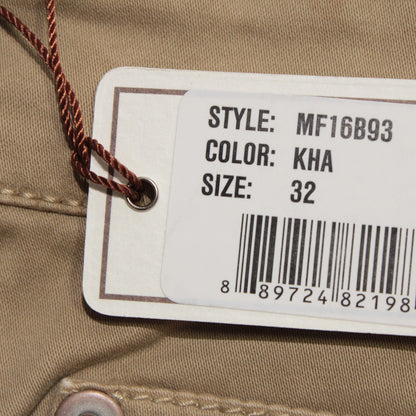 STYLE: MF16B93
COLOR: KHA
SIZE: 32
8 89724 82198